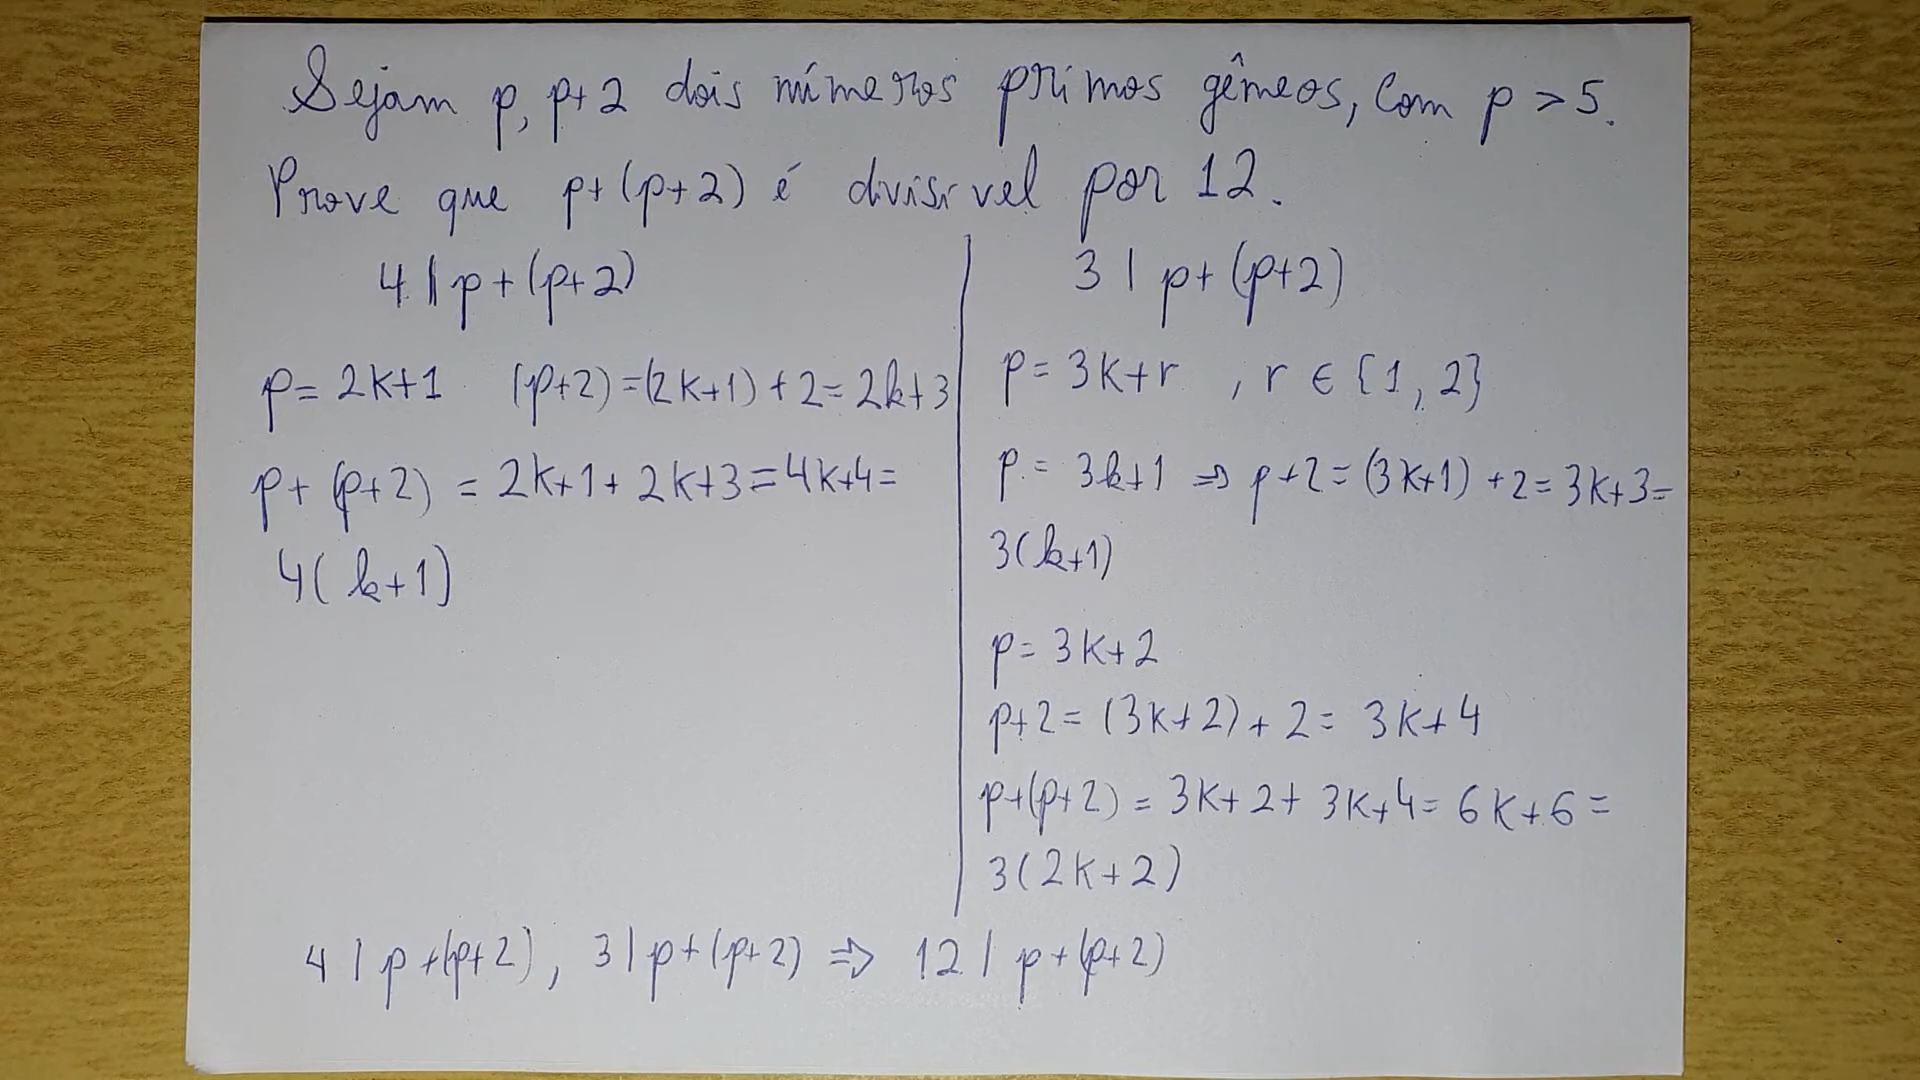 Sejam p, p+2 dois números primos gêmeos, com p > 5.
Prove que p+(p+2) é divisível por 12.
4 | p+(p+2)
p= 2k+1 (p+2)=(2k+1)+2=2k+3
p+(p+2) = 2k+1+2k+3=4k+4=
4(k+1)
3 | p+(p+2)
p= 3k+r , r ∈ {1, 2}
p = 3k+1 ⇒ p+2=(3k+1)+2=3k+3=
3(k+1)
p= 3k+2
p+2= (3k+2)+2= 3k+4
p+(p+2) = 3k+2+3k+4= 6k+6 =
3(2k+2)
4 | p+(p+2), 3 | p+(p+2) ⇒ 12 | p+(p+2)